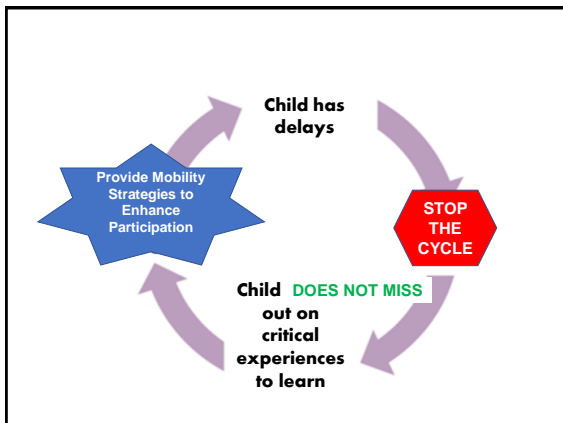 Child has
delays
Provide Mobility
Strategies to
Enhance
Participation
STOP
THE
CYCLE
Child DOES NOT MISS
out on
critical
experiences
to learn